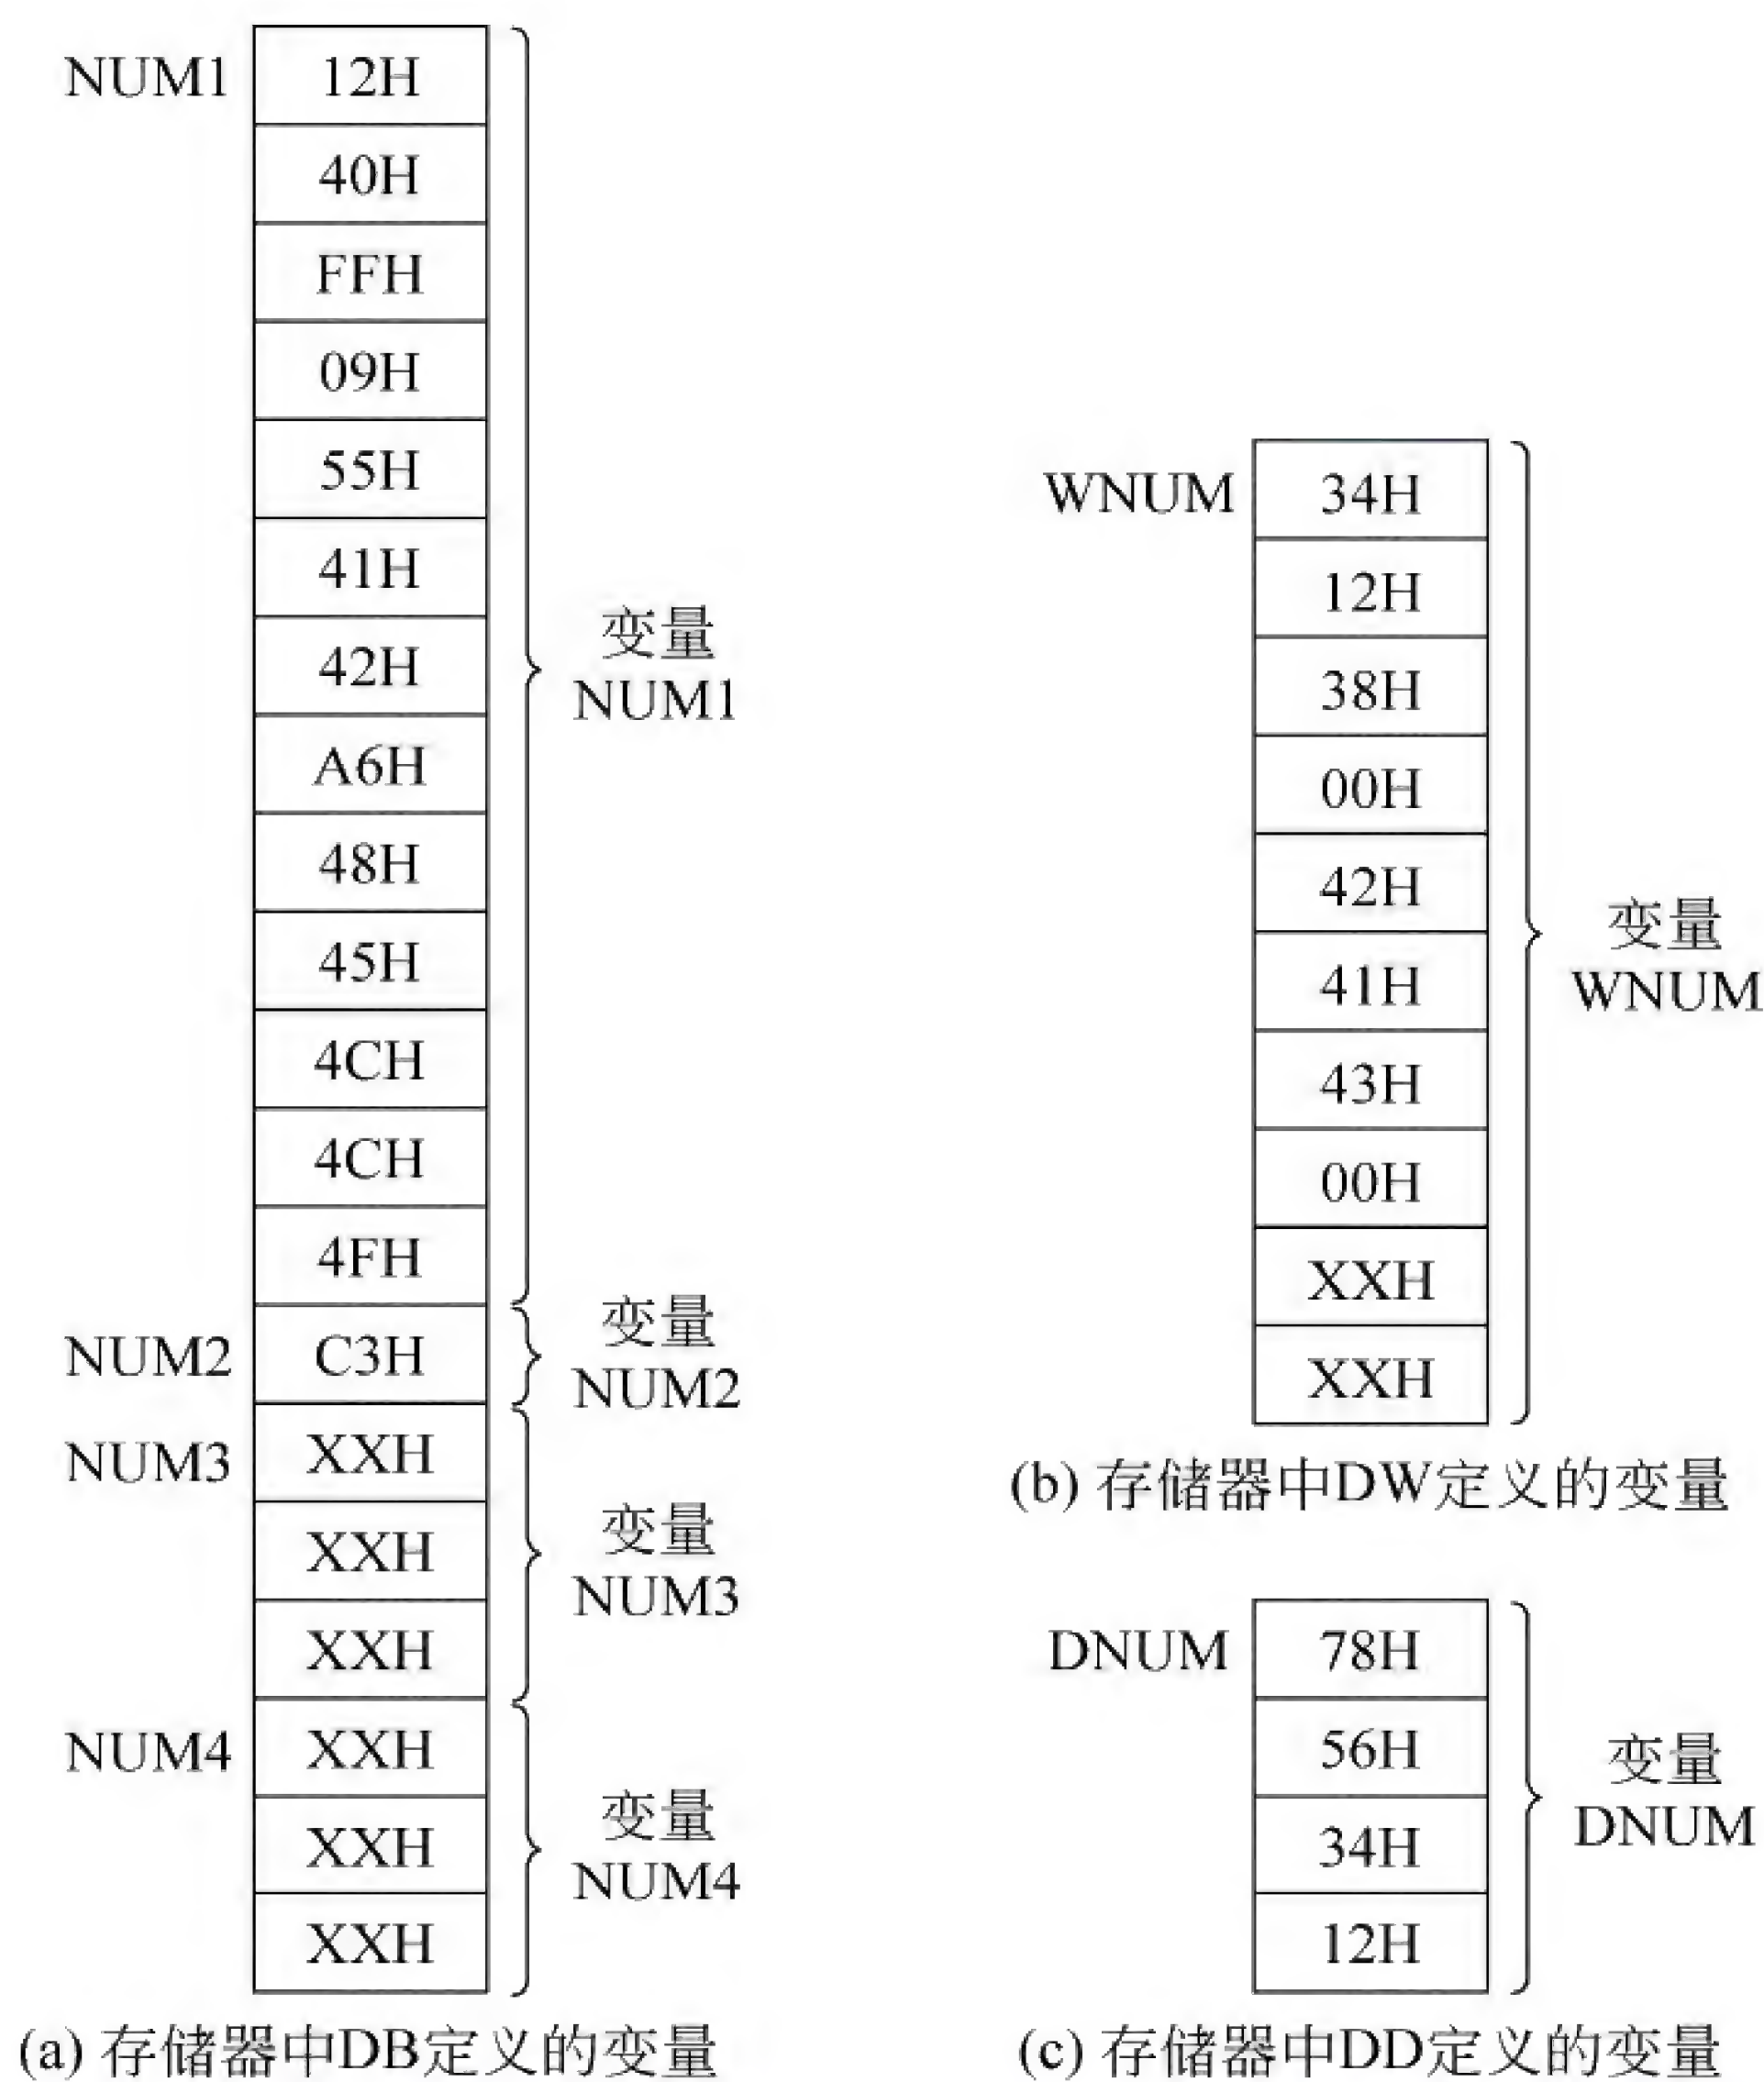 NUM1 12H
40H
FFH
09H
55H
41H
42H
A6H
48H
45H
4CH
4CH
4FH
变量
NUM1
NUM2 C3H
变量
NUM2
NUM3 XXH
XXH
XXH
变量
NUM3
NUM4 XXH
XXH
XXH
变量
NUM4
(a) 存储器中DB定义的变量
WNUM 34H
12H
38H
00H
42H
41H
43H
00H
XXH
XXH
变量
WNUM
(b) 存储器中DW定义的变量
DNUM 78H
56H
34H
12H
变量
DNUM
(c) 存储器中DD定义的变量